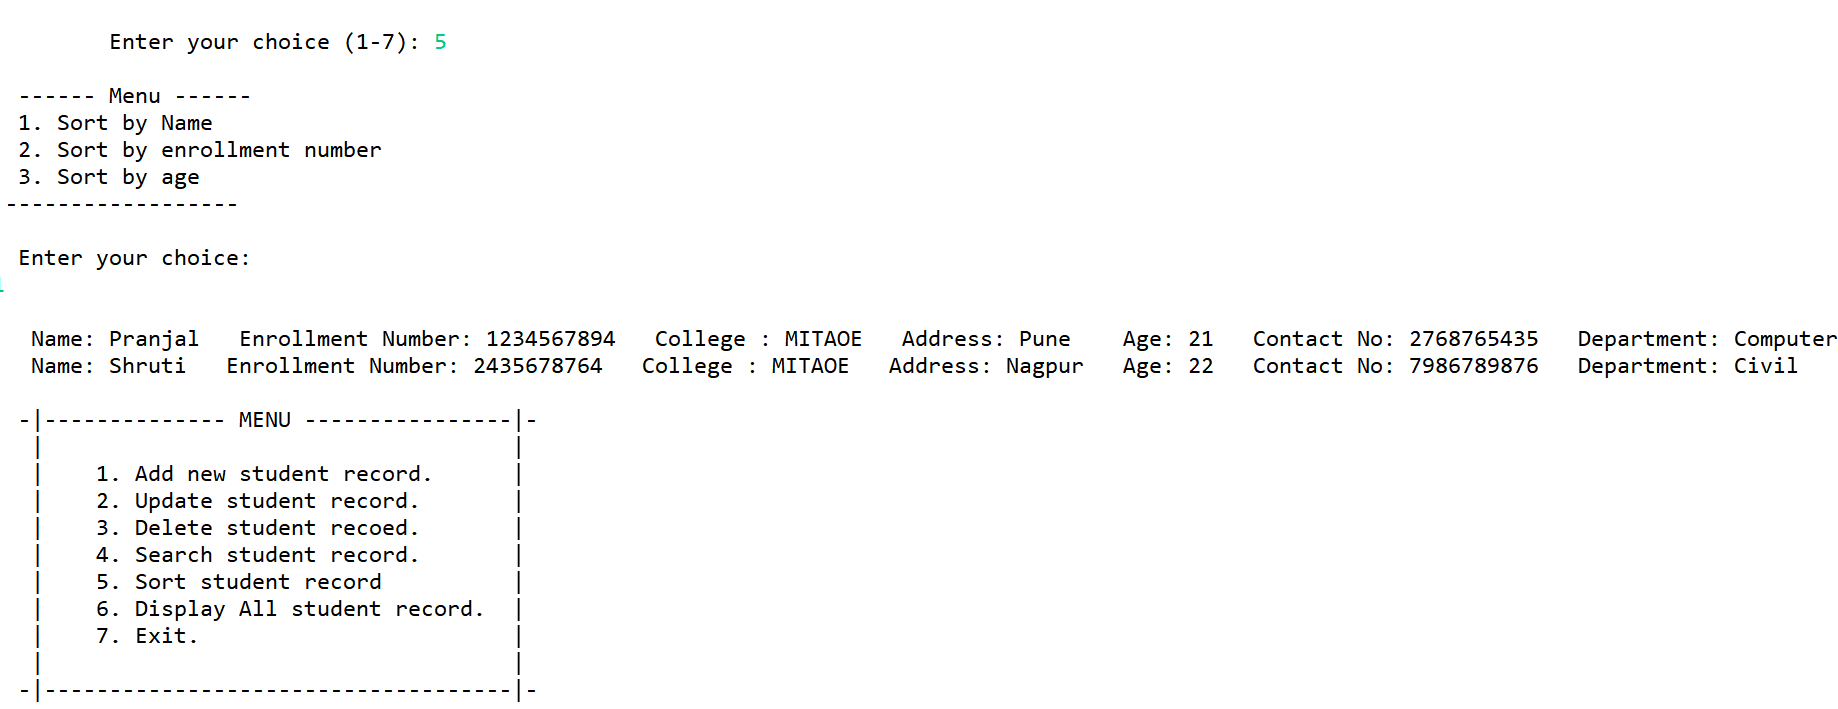 Enter your choice (1-7): 5
------ Menu ------
1. Sort by Name
2. Sort by enrollment number
3. Sort by age
------------------
Enter your choice:
Name: Pranjal   Enrollment Number: 1234567894   College : MITAOE   Address: Pune    Age: 21   Contact No: 2768765435   Department: Computer
Name: Shruti   Enrollment Number: 2435678764   College : MITAOE   Address: Nagpur   Age: 22   Contact No: 7986789876   Department: Civil
-|-------------- MENU ----------------|-
|                                     |
|    1. Add new student record.       |
|    2. Update student record.        |
|    3. Delete student recoed.        |
|    4. Search student record.        |
|    5. Sort student record           |
|    6. Display All student record.   |
|    7. Exit.                         |
|                                     |
-|------------------------------------|-